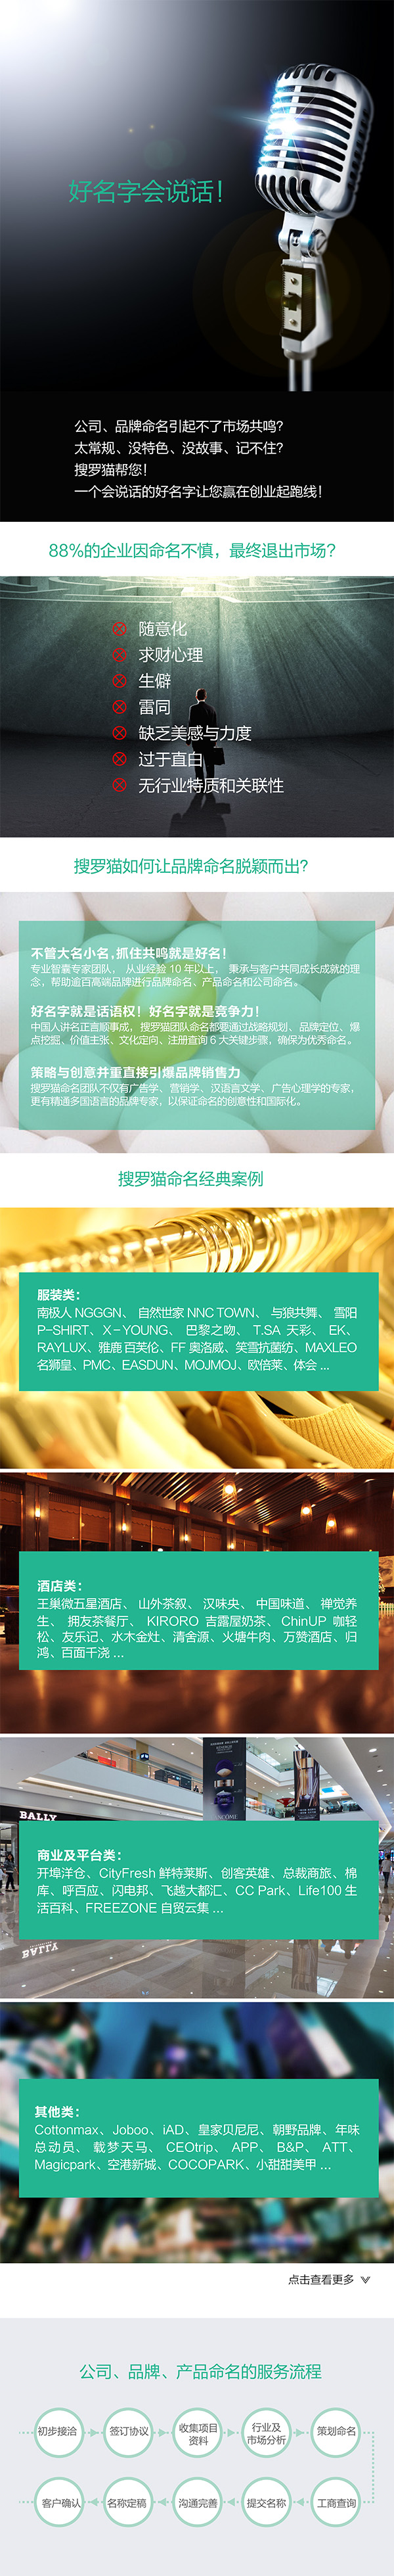 好名字会说话！
公司、品牌命名引起不了市场共鸣？
太常规、没特色、没故事、记不住？
搜罗猫帮您！
一个会说话的好名字让您赢在创业起跑线！
88%的企业因命名不慎，最终退出市场？
随意化
求财心理
生僻
雷同
缺乏美感与力度
过于直白
无行业特质和关联性
搜罗猫如何让品牌命名脱颖而出？
不管大名小名，抓住共鸣就是好名！
专业智囊专家团队， 从业经验 10 年以上， 秉承与客户共同成长成就的理
念，帮助逾百高端品牌进行品牌命名、产品命名和公司命名。
好名字就是话语权！好名字就是竞争力！
中国人讲名正言顺事成，搜罗猫团队命名都要通过战略规划、品牌定位、爆
点挖掘、价值主张、文化定向、注册查询 6 大关键步骤，确保为优秀命名。
策略与创意并重直接引爆品牌销售力
搜罗猫命名团队不仅有广告学、营销学、汉语言文学、广告心理学的专家，
更有精通多国语言的品牌专家，以保证命名的创意性和国际化。
搜罗猫命名经典案例
服装类：
南极人 NGGGN、 自然世家 NNC TOWN、 与狼共舞、 雪阳
P-SHIRT、X-YOUNG、 巴黎之吻、 T.SA 天彩、 EK、
RAYLUX、雅鹿 百芙伦、FF 奥洛威、笑雪抗菌纺、MAXLEO
名狮皇、PMC、EASDUN、MOJMOJ、欧倍莱、体会 ...
酒店类：
王巢微五星酒店、 山外茶叙、 汉味央、 中国味道、 禅觉养
生、 拥友茶餐厅、 KIRORO 吉露屋奶茶、 ChinUP 咖轻
松、友乐记、水木金灶、清舍源、火塘牛肉、万赞酒店、归
鸿、百面千浇 ...
BALLY
LANCÔME
BALLY
商业及平台类：
开埠洋仓、CityFresh 鲜特莱斯、创客英雄、总裁商旅、棉
库、呼百应、闪电邦、飞越大都汇、CC Park、Life100 生
活百科、FREEZONE 自贸云集 ...
其他类：
Cottonmax、Joboo、iAD、皇家贝尼尼、朝野品牌、年味
总动员、 载梦天马、 CEOtrip、 APP、 B&P、 ATT、
Magicpark、空港新城、COCOPARK、小甜甜美甲 ...
点击查看更多
公司、品牌、产品命名的服务流程
初步接洽
签订协议
收集项目
资料
行业及
市场分析
策划命名
客户确认
名称定稿
沟通完善
提交名称
工商查询